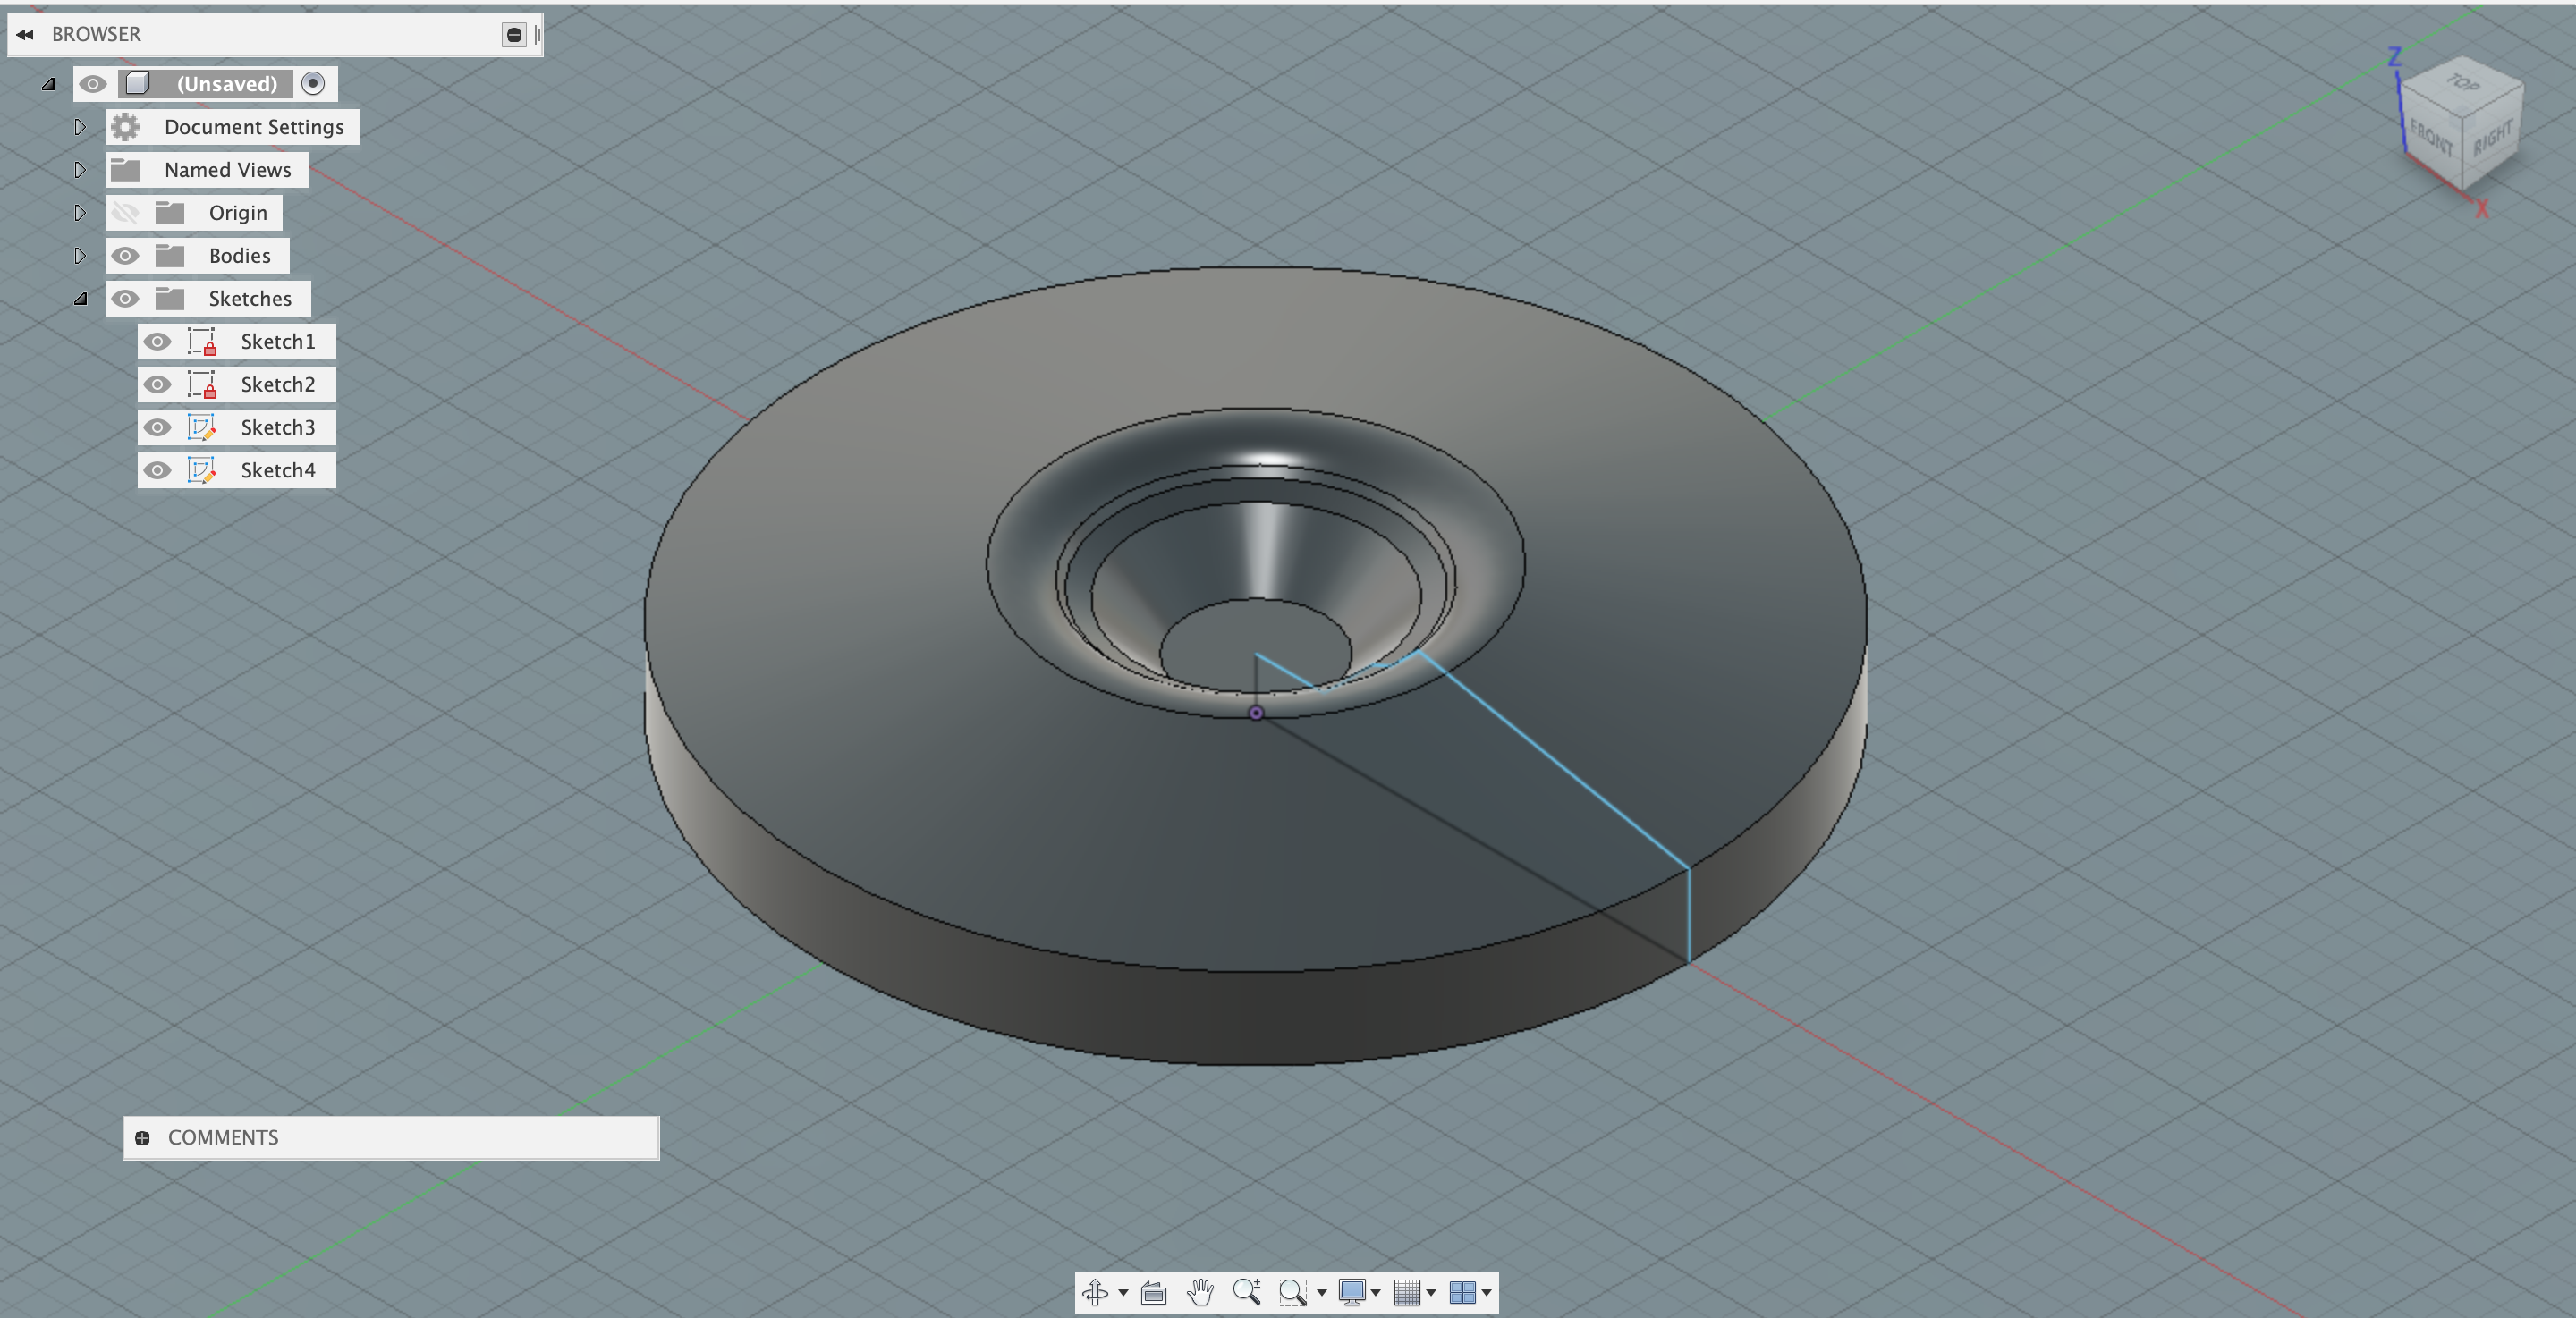 BROWSER
(Unsaved)
Document Settings
Named Views
Origin
Bodies
Sketches
Sketch1
Sketch2
Sketch3
Sketch4
Z
TOP
FRONT
RIGHT
X
COMMENTS